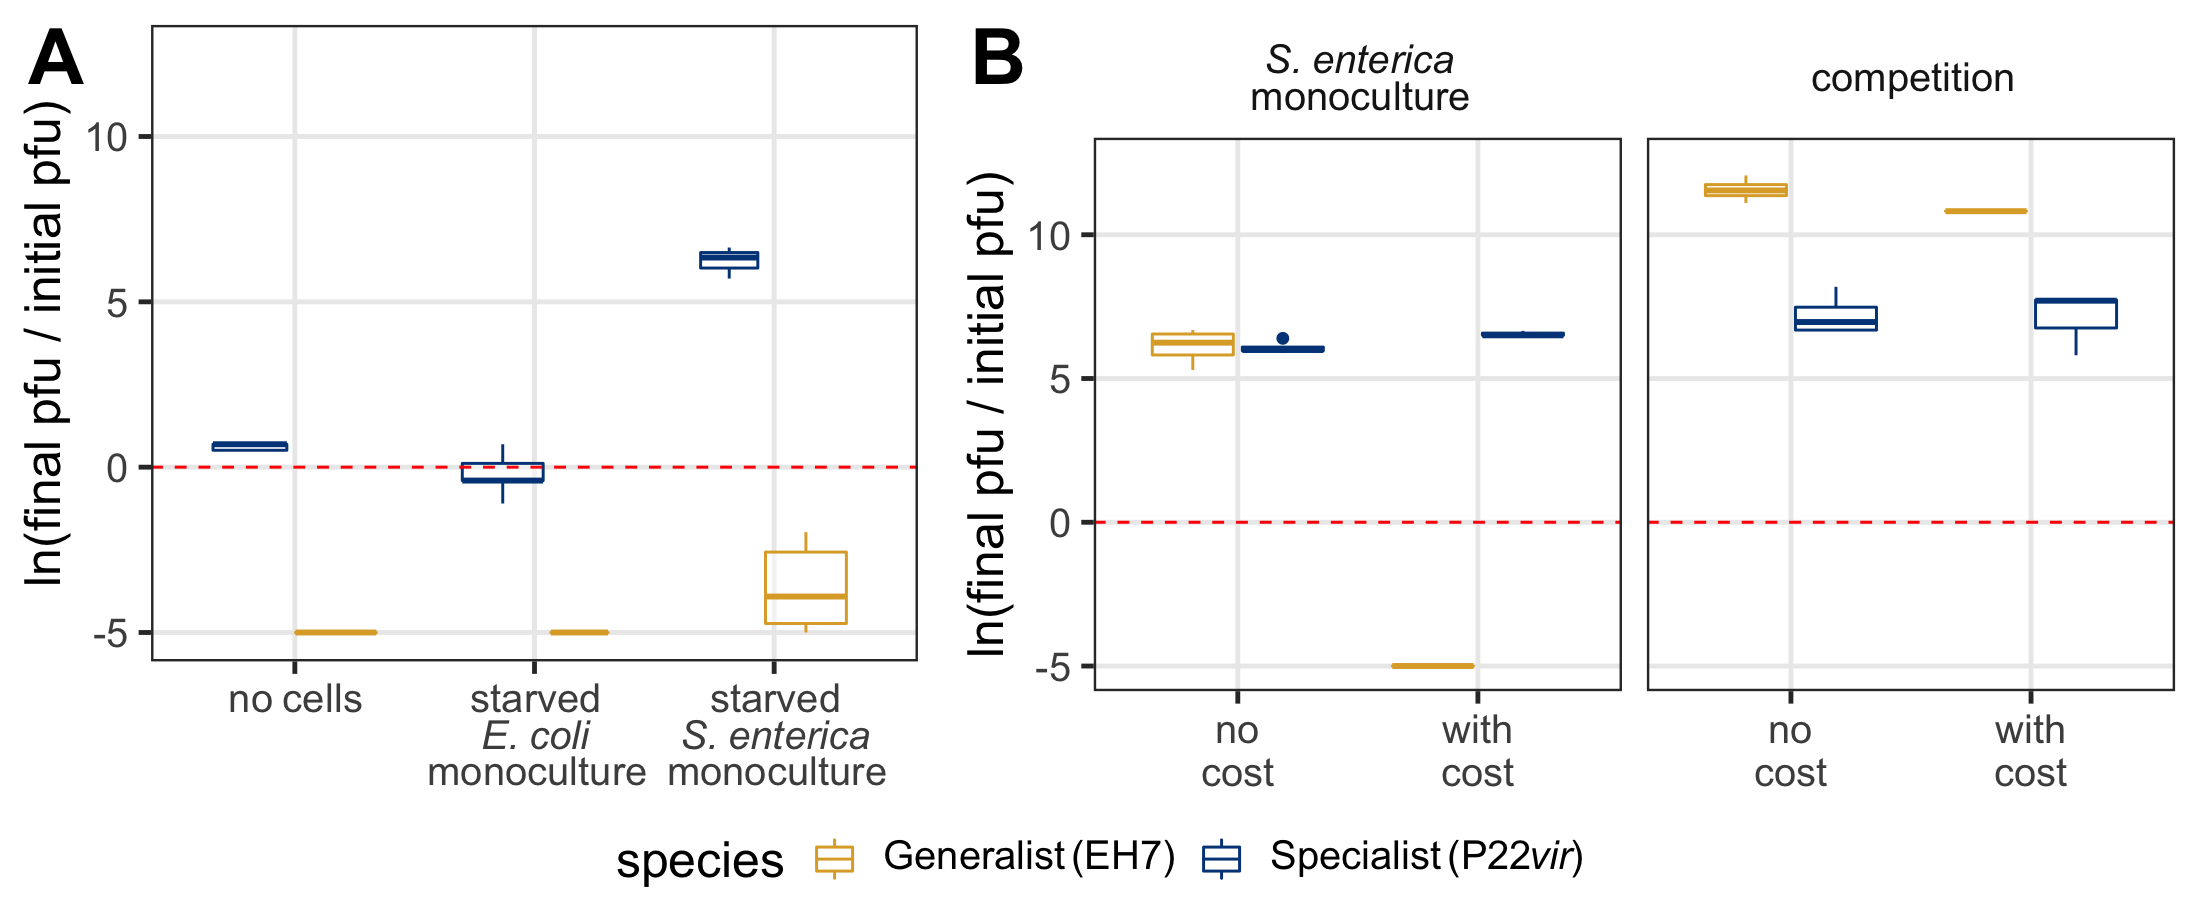 A
ln(final pfu / initial pfu)
10
5
0
-5
no cells
starved
E. coli
monoculture
starved
S. enterica
monoculture
B
S. enterica
monoculture
competition
ln(final pfu / initial pfu)
10
5
0
-5
no
cost
with
cost
no
cost
with
cost
species Generalist (EH7) Specialist (P22vir)